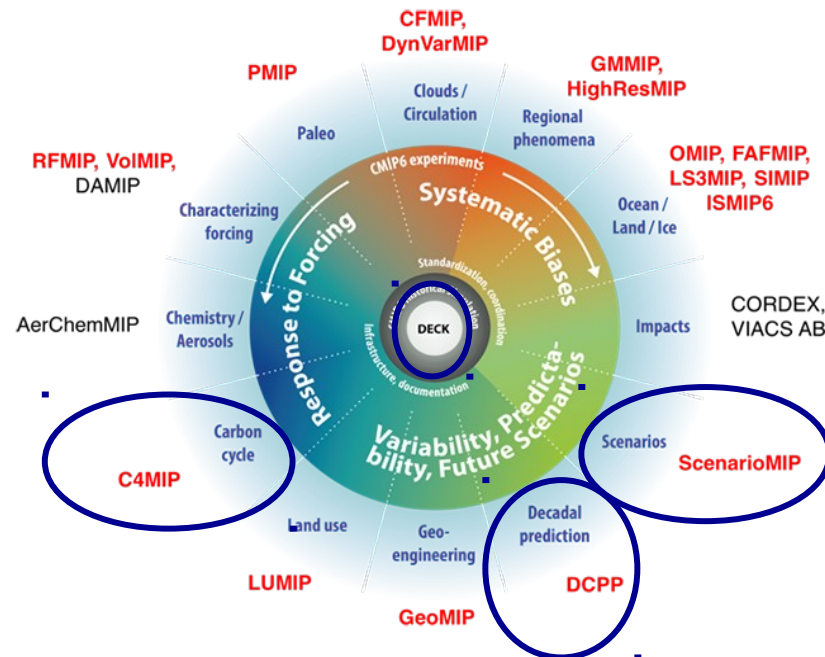 CFMIP,
DynVarMIP
PMIP
GMMIP,
HighResMIP
Clouds /
Circulation
Regional
phenomena
Paleo
RFMIP, VolMIP,
DAMIP
CMIP6 experiments
OMIP, FAFMIP,
LS3MIP, SIMIP
ISMIP6
Characterizing
forcing
Systematic Biases
Ocean /
Land / Ice
Response to Forcing
Standardization, coordination
AerChemMIP
Chemistry /
Aerosols
DECK
Impacts
CORDEX,
VIACS AB
Infrastructure, documentation
Variability, Predicta-
bility, Future Scenarios
Carbon
cycle
C4MIP
Scenarios
ScenarioMIP
Land use
Geo-
engineering
Decadal
prediction
LUMIP
GeoMIP
DCPP